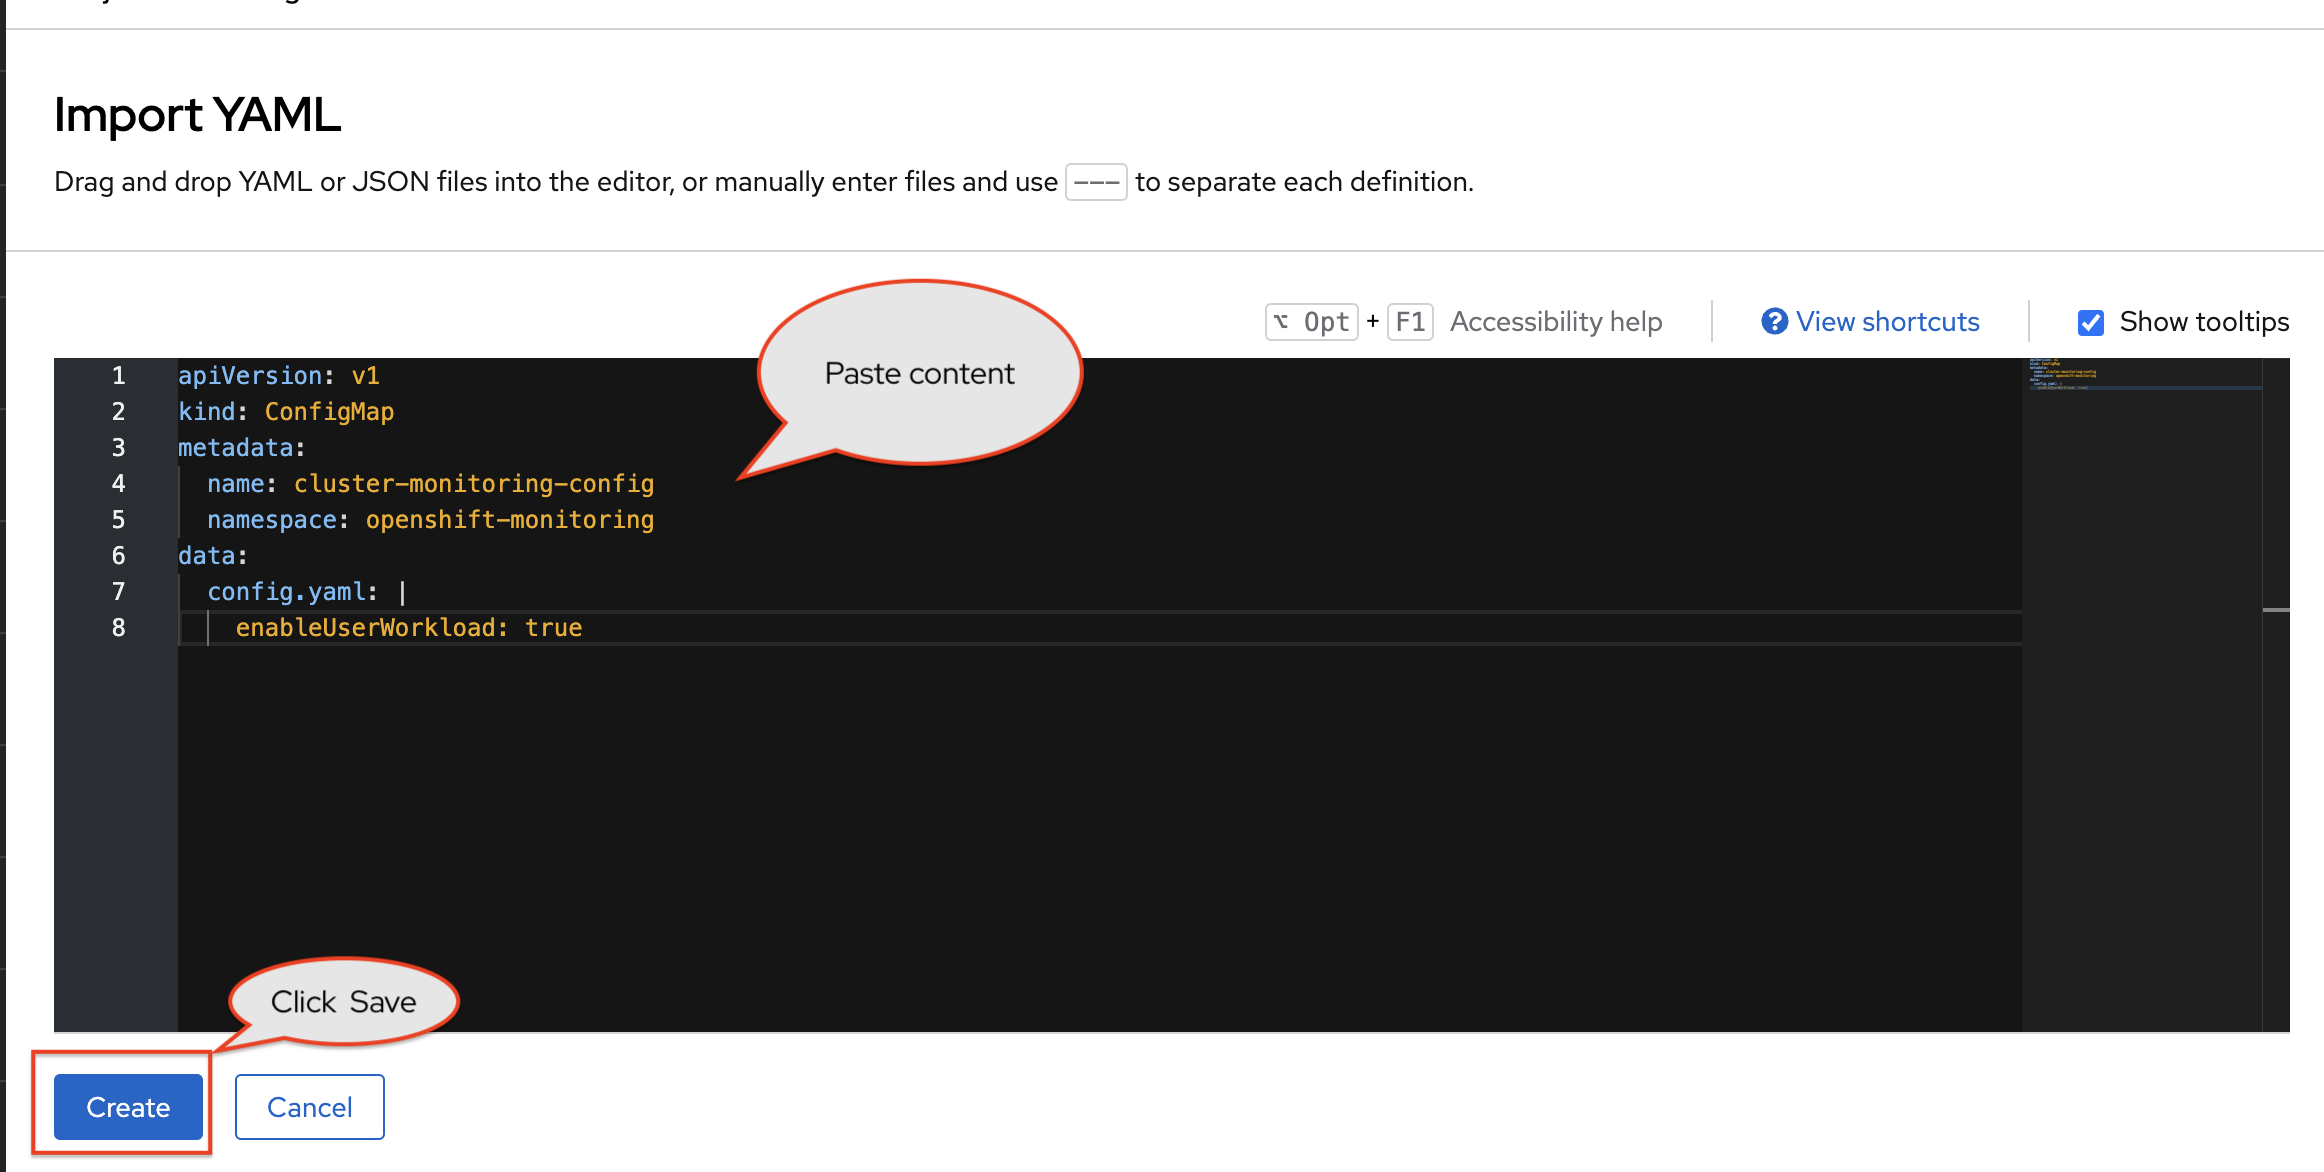 Import YAML
Drag and drop YAML or JSON files into the editor, or manually enter files and use --- to separate each definition.
⌥ Opt + F1 Accessibility help View shortcuts Show tooltips
Paste content
1 apiVersion: v1
2 kind: ConfigMap
3 metadata:
4   name: cluster-monitoring-config
5   namespace: openshift-monitoring
6 data:
7   config.yaml: |
8     enableUserWorkload: true
Click Save
Create Cancel